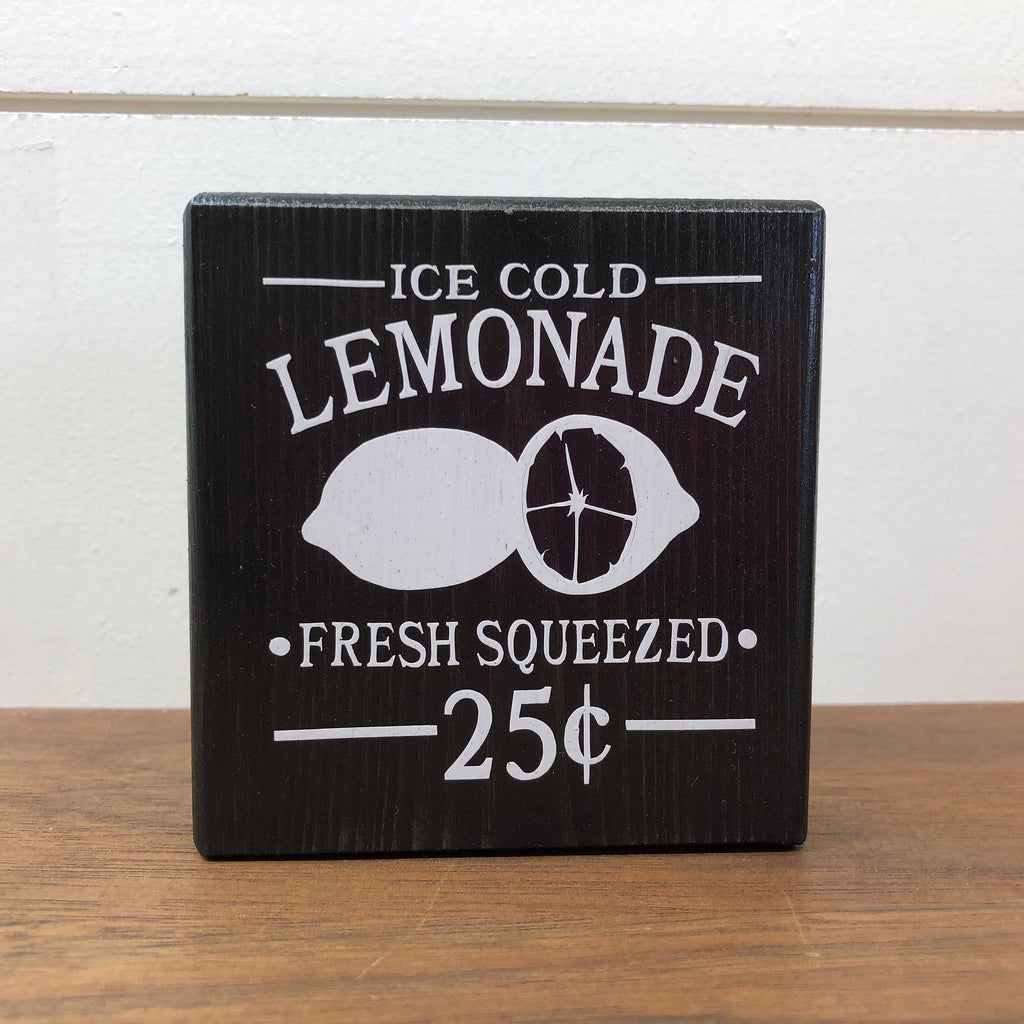 ICE COLD
LEMONADE
•FRESH SQUEEZED•
25¢